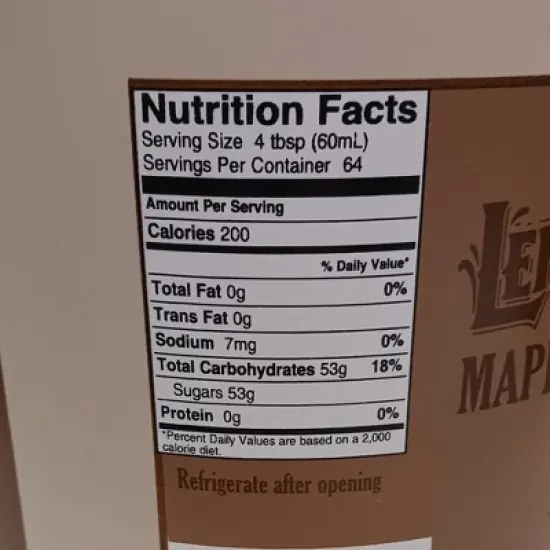 Nutrition Facts
Serving Size 4 tbsp (60mL)
Servings Per Container 64
Amount Per Serving
Calories 200
% Daily Value*
Total Fat 0g 0%
Trans Fat 0g
Sodium 7mg 0%
Total Carbohydrates 53g 18%
Sugars 53g
Protein 0g 0%
*Percent Daily Values are based on a 2,000
calorie diet.
Refrigerate after opening